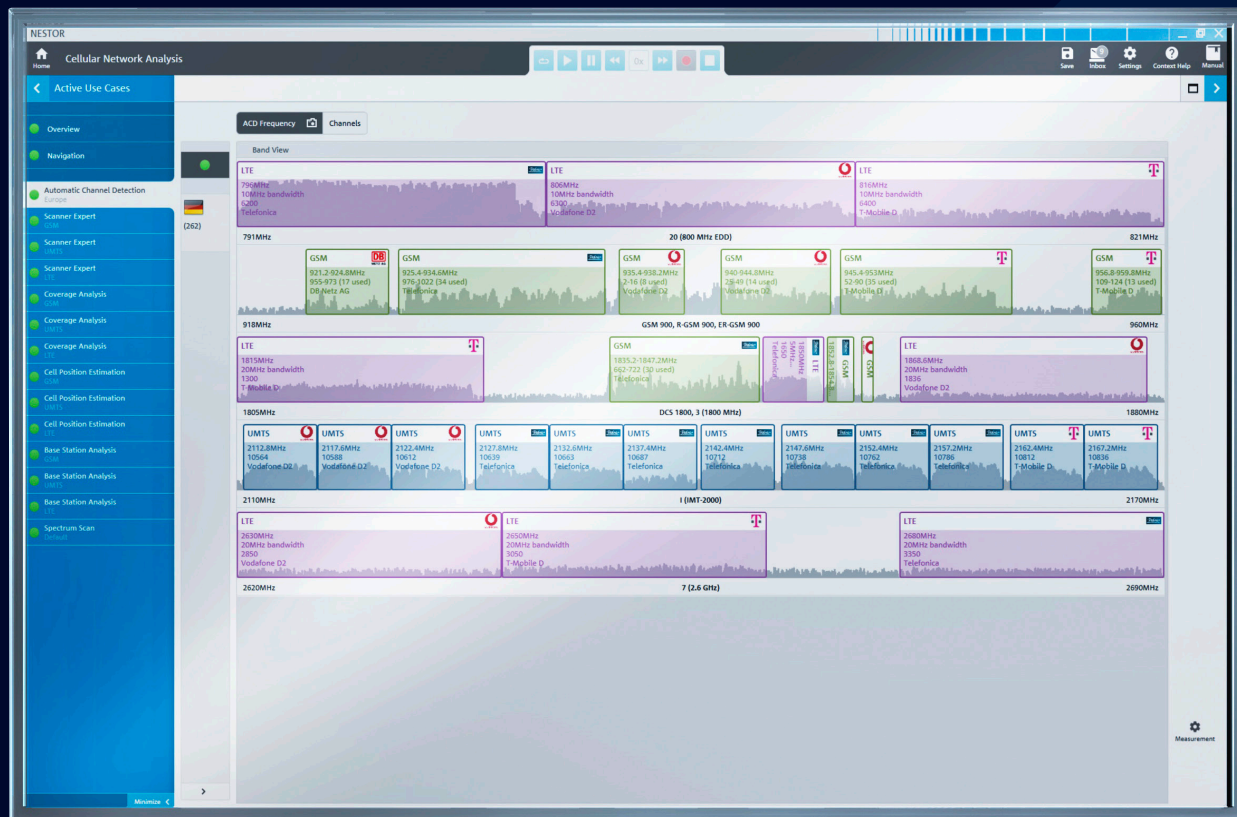 NESTOR
Home
Cellular Network Analysis
0x
Save
9
Inbox
Settings
Context Help
Manual
Active Use Cases
Overview
Navigation
Automatic Channel Detection
Europe
Scanner Expert
GSM
Scanner Expert
UMTS
Scanner Expert
LTE
Coverage Analysis
GSM
Coverage Analysis
UMTS
Coverage Analysis
LTE
Cell Position Estimation
GSM
Cell Position Estimation
UMTS
Cell Position Estimation
LTE
Base Station Analysis
GSM
Base Station Analysis
UMTS
Base Station Analysis
LTE
Spectrum Scan
Default
Minimize
(262)
ACD Frequency
Channels
Band View
LTE
796MHz
10MHz bandwidth
6200
Telefonica
LTE
806MHz
10MHz bandwidth
6300
Vodafone D2
LTE
816MHz
10MHz bandwidth
6400
T-Moblie D
791MHz
20 (800 MHz EDD)
821MHz
GSM
DB
921.2-924.8MHz
955-973 (17 used)
DB-Netz AG
GSM
925.4-934.6MHz
976-1022 (34 used)
Telefonica
GSM
935.4-938.2MHz
2-16 (8 used)
Vodafone D2
GSM
940-944.8MHz
25-49 (14 used)
Vodafone D2
GSM
945.4-953MHz
52-90 (35 used)
T-Moblie D
GSM
956.8-959.8MHz
109-124 (13 used)
T-Moblie D
918MHz
GSM 900, R-GSM 900, ER-GSM 900
960MHz
LTE
1815MHz
20MHz bandwidth
1300
T-Moblie D
GSM
1835.2-1847.2MHz
662-722 (30 used)
Telefonica
LTE
1850MHz
5MHz...
1650
Telefonica
GSM
GSM
LTE
1868.6MHz
20MHz bandwidth
1836
Vodafone D2
1805MHz
DCS 1800, 3 (1800 MHz)
1880MHz
UMTS
2112.8MHz
10564
Vodafone D2
UMTS
2117.6MHz
10588
Vodafone D2
UMTS
2122.4MHz
10612
Vodafone D2
UMTS
2127.8MHz
10639
Telefonica
UMTS
2132.6MHz
10663
Telefonica
UMTS
2137.4MHz
10687
Telefonica
UMTS
2142.4MHz
10712
Telefonica
UMTS
2147.6MHz
10738
Telefonica
UMTS
2152.4MHz
10762
Telefonica
UMTS
2157.2MHz
10786
Telefonica
UMTS
2162.4MHz
10812
T-Moblie D
UMTS
2167.2MHz
10836
T-Moblie D
2110MHz
I (IMT-2000)
2170MHz
LTE
2630MHz
20MHz bandwidth
2850
Vodafone D2
LTE
2650MHz
20MHz bandwidth
3050
T-Moblie D
LTE
2680MHz
20MHz bandwidth
3350
Telefonica
2620MHz
7 (2.6 GHz)
2690MHz
Measurement